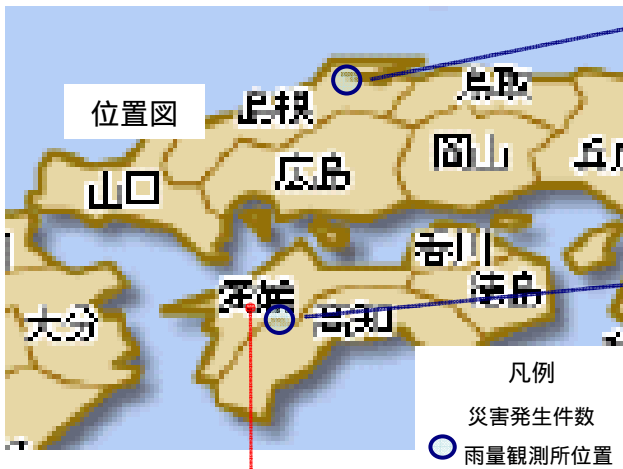 位置図
鳥取
島根
岡山
兵
広島
山口
香川
愛媛
徳島
高知
大分
凡例
災害発生件数
雨量観測所位置